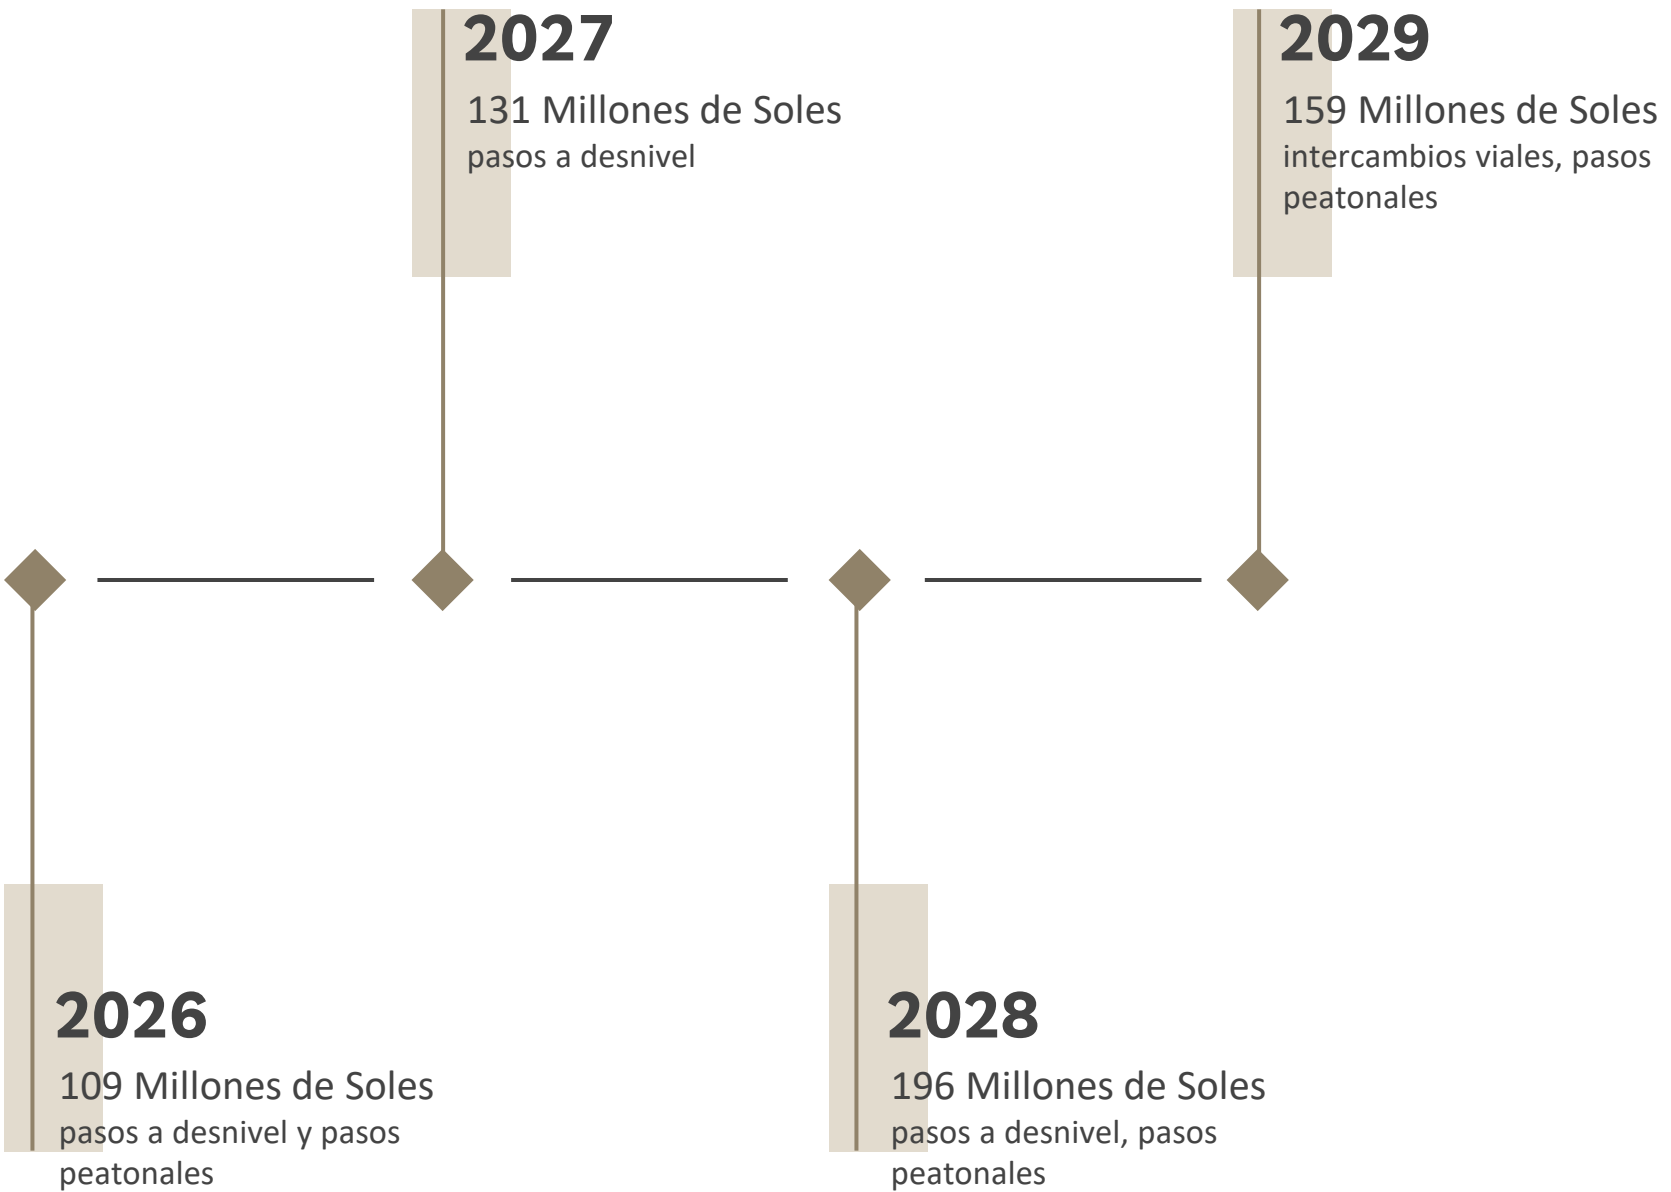 2027
131 Millones de Soles
pasos a desnivel
2029
159 Millones de Soles
intercambios viales, pasos
peatonales
2026
109 Millones de Soles
pasos a desnivel y pasos
peatonales
2028
196 Millones de Soles
pasos a desnivel, pasos
peatonales